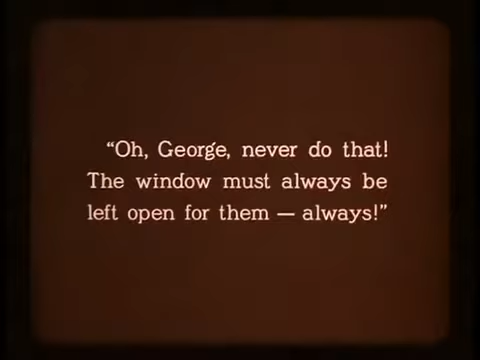 “Oh, George, never do that!
The window must always be
left open for them — always!”